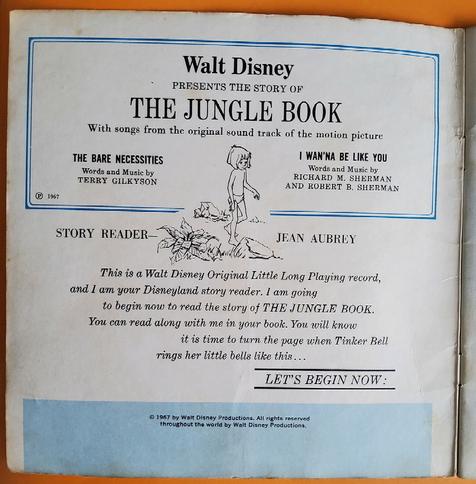 Walt Disney
PRESENTS THE STORY OF
THE JUNGLE BOOK
With songs from the original sound track of the motion picture
THE BARE NECESSITIES
Words and Music by
TERRY GILKYSON
I WAN'NA BE LIKE YOU
Words and Music by
RICHARD M. SHERMAN
AND ROBERT B. SHERMAN
Ⓟ 1967
STORY READER— JEAN AUBREY
This is a Walt Disney Original Little Long Playing record,
and I am your Disneyland story reader. I am going
to begin now to read the story of THE JUNGLE BOOK.
You can read along with me in your book. You will know
it is time to turn the page when Tinker Bell
rings her little bells like this...
LET'S BEGIN NOW:
© 1967 by Walt Disney Productions. All rights reserved
throughout the world by Walt Disney Productions.